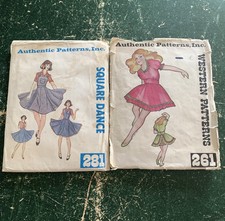 Authentic Patterns, Inc.
SQUARE DANCE
281
Authentic Patterns, Inc.
WESTERN PATTERNS
261